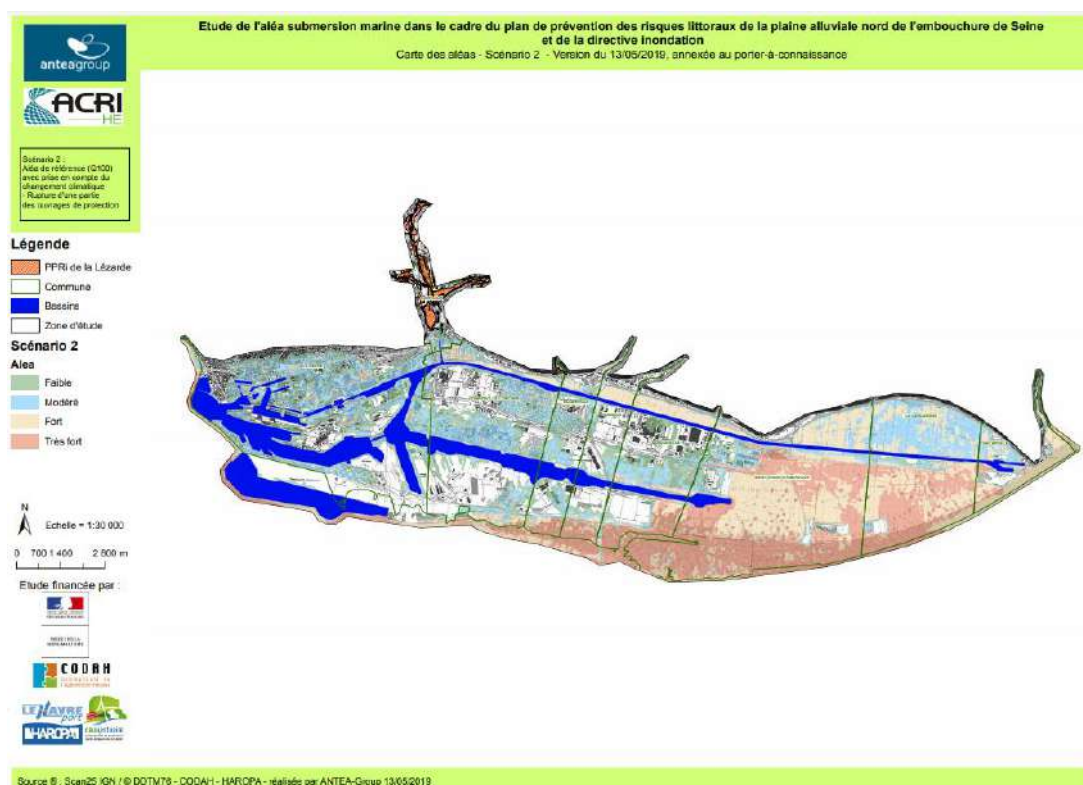 Etude de l'aléa submersion marine dans le cadre du plan de prévention des risques littoraux de la plaine alluviale nord de l'embouchure de Seine
et de la directive inondation
Carte des aléas - Scénario 2 - Version du 13/05/2019, annexée au porter-à-connaissance
anteagroup
ACRI
HE
Scénario 2 :
Aléa de référence (Q100)
avec prise en compte du
changement climatique
- Rupture d'une partie
des ouvrages de protection
Légende
PPRi de la Lézarde
Commune
Bassins
Zone d'étude
Scénario 2
Alea
Faible
Modéré
Fort
Très fort
N
Echelle = 1:30 000
0 700 1 400 2 800 m
Etude financée par :
CODAH
LE HAVRE
port
HAROPA
Source ® : Scan25 IGN / © DDTM76 - CODAH - HAROPA - réalisée par ANTEA-Group 13/05/2019